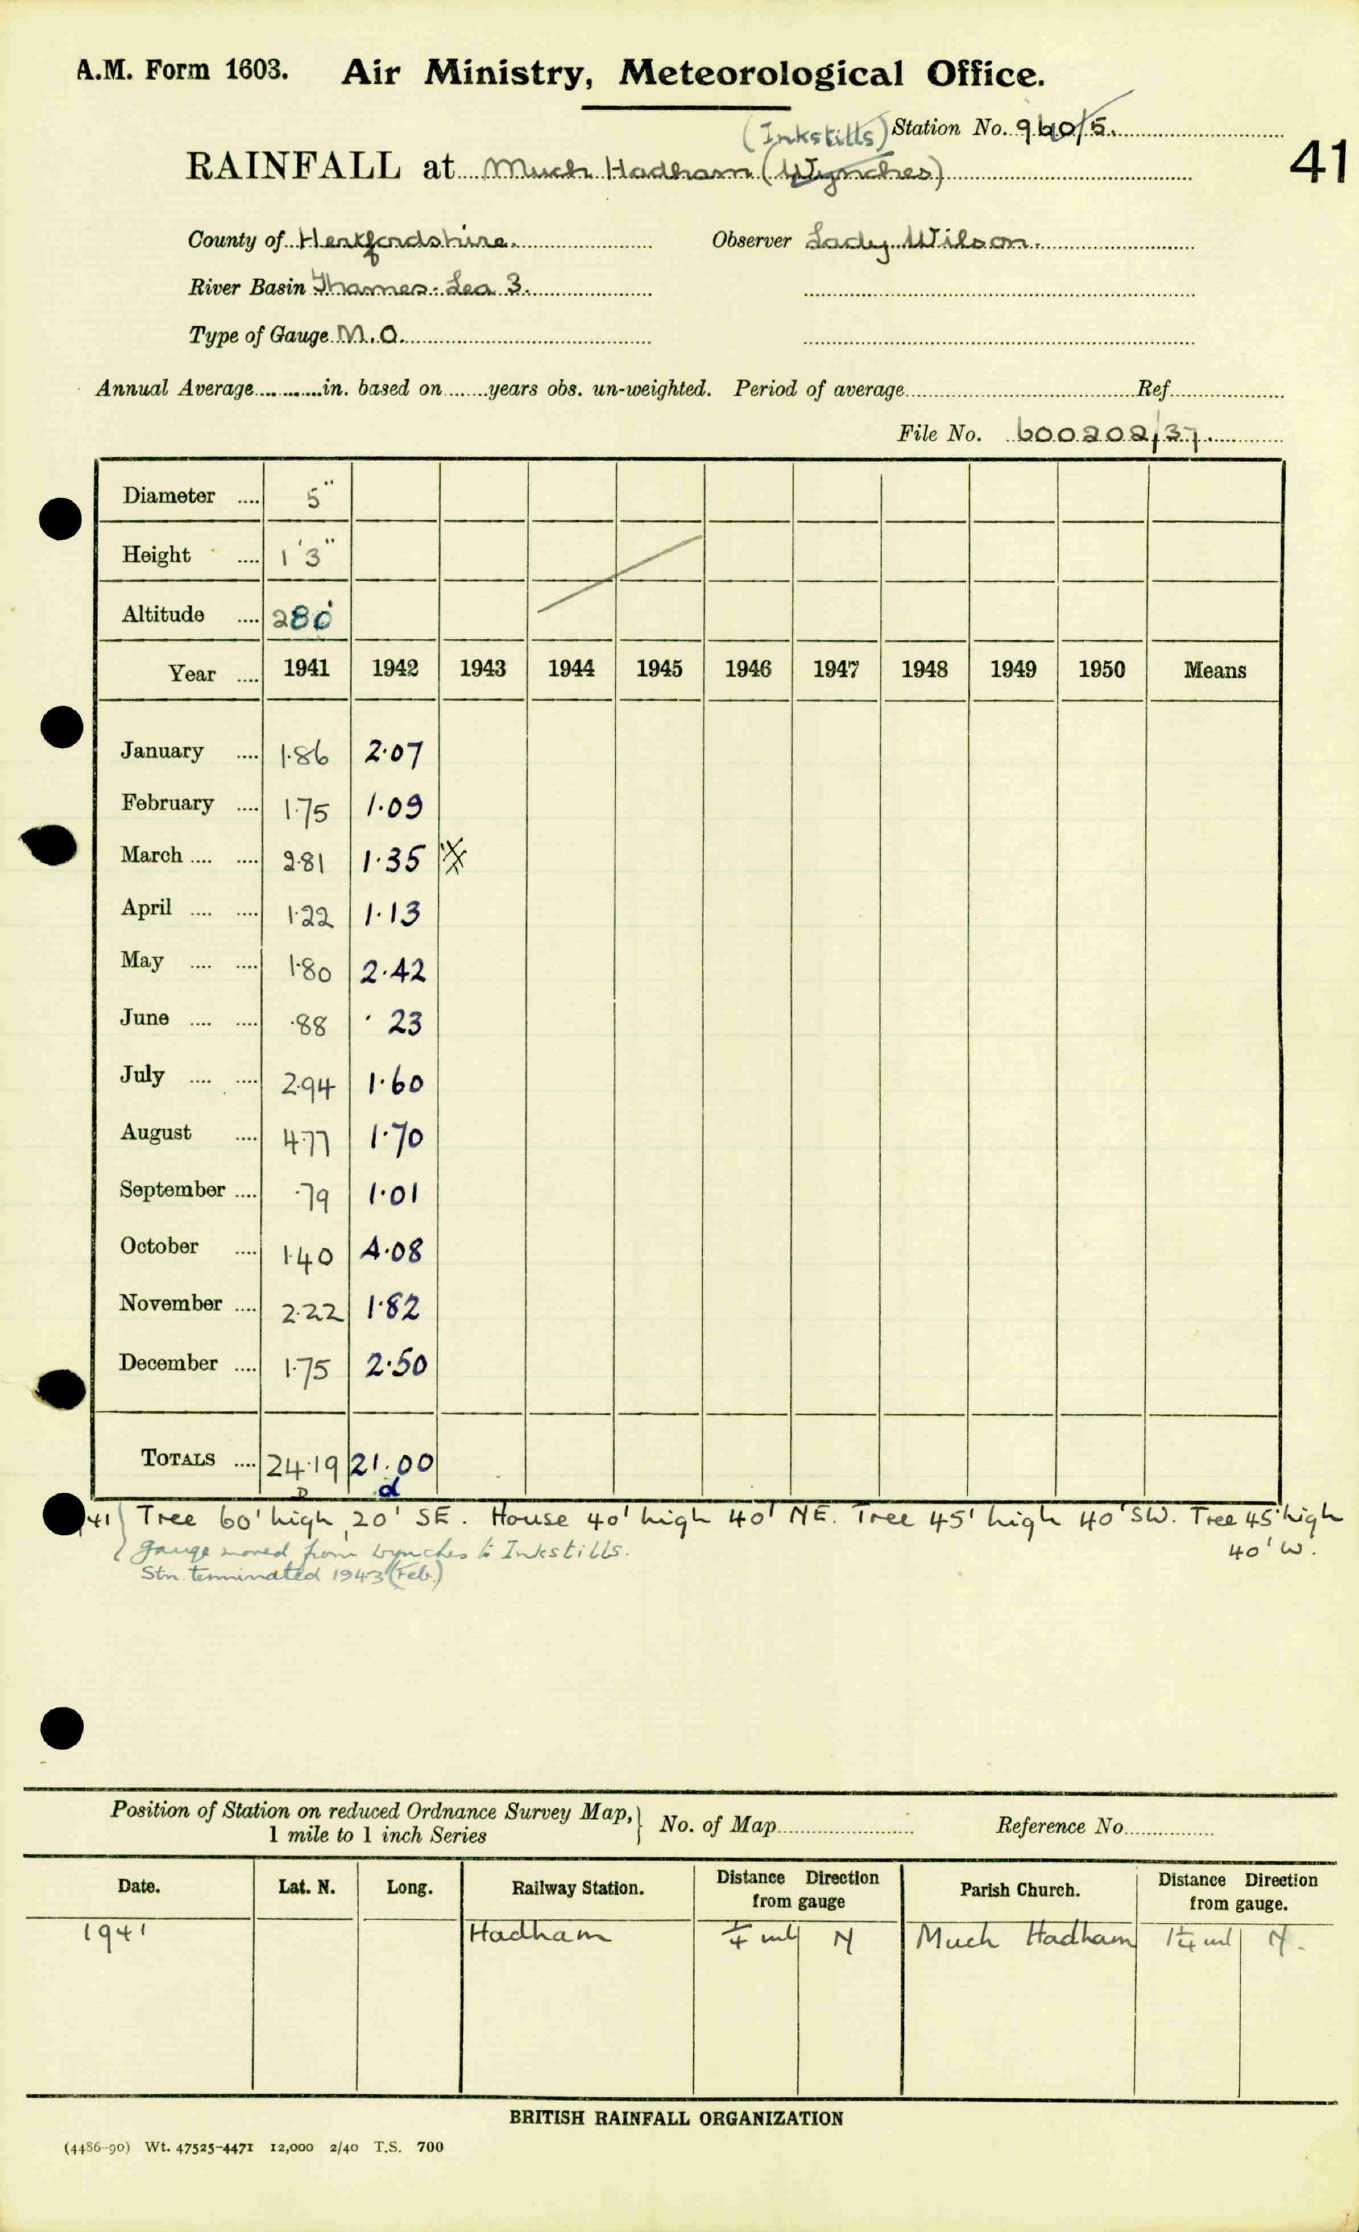 A.M. Form 1603. Air Ministry, Meteorological Office.
(Inkstills) Station No. 960/5.
RAINFALL at Much Hadham (Wynches)
41
County of Hertfordshire. Observer Lady Wilson.
River Basin Thames-Lea 3.
Type of Gauge M.O.
Annual Average............in. based on........years obs. un-weighted. Period of average............Ref............
File No. 600202/37.
Diameter .... 5"
Height .... 1'3"
Altitude .... 280'
Year .... 1941 1942 1943 1944 1945 1946 1947 1948 1949 1950 Means
January .... 1·86 2·07
February .... 1·75 1·09
March .... .... 2·81 1·35
April .... .... 1·22 1·13
May .... .... 1·80 2·42
June .... .... ·88 ·23
July .... .... 2·94 1·60
August .... 4·77 1·70
September .... ·79 1·01
October .... 1·40 4·08
November .... 2·22 1·82
December .... 1·75 2·50
TOTALS .... 24·19 21·00
d
41 } Tree 60' high, 20' SE. House 40' high 40' NE. Tree 45' high 40' SW. Tree 45' high
40' W.
gauge moved from Wynches to Inkstills.
Stn terminated 1943 (Feb.)
Position of Station on reduced Ordnance Survey Map, } No. of Map............ Reference No............
1 mile to 1 inch Series
Date. Lat. N. Long. Railway Station. Distance Direction from gauge Parish Church. Distance Direction from gauge.
1941 Hadham ¼ ml N Much Hadham 1¼ ml N.
BRITISH RAINFALL ORGANIZATION
(4486-90) Wt. 47525-4471 12,000 2/40 T.S. 700